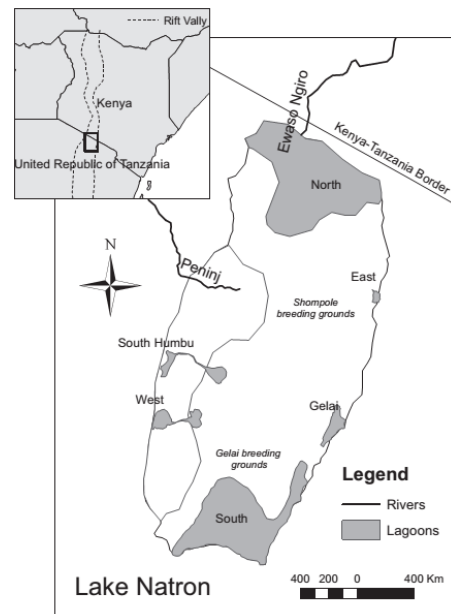 Rift Vally
Kenya
United Republic of Tanzania
Ewaso Ngiro
Kenya-Tanzania Border
North
N
Peninj
East
Shompole
breeding grounds
South Humbu
West
Gelai
Gelai breeding
grounds
South
Legend
Rivers
Lagoons
Lake Natron
400 200 0 400 Km